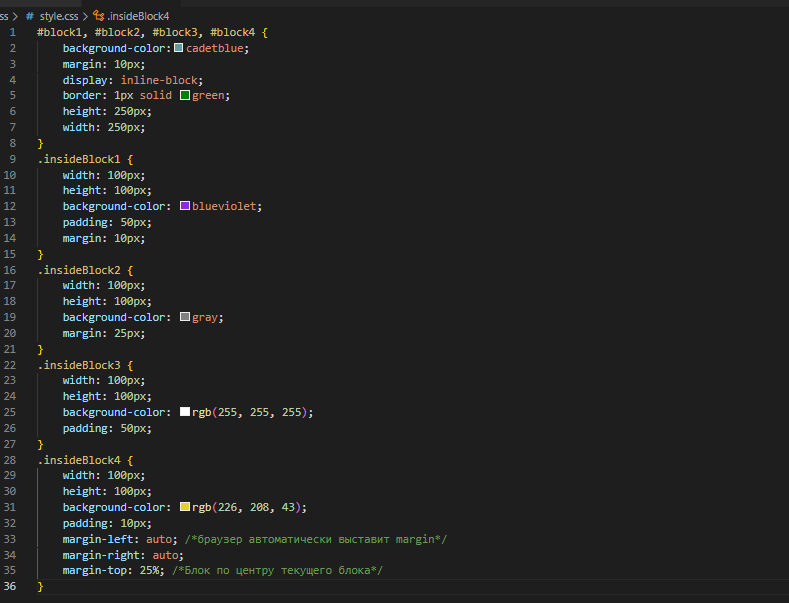 ss > # style.css > .insideBlock4
1 #block1, #block2, #block3, #block4 {
2     background-color: cadetblue;
3     margin: 10px;
4     display: inline-block;
5     border: 1px solid green;
6     height: 250px;
7     width: 250px;
8 }
9 .insideBlock1 {
10     width: 100px;
11     height: 100px;
12     background-color: blueviolet;
13     padding: 50px;
14     margin: 10px;
15 }
16 .insideBlock2 {
17     width: 100px;
18     height: 100px;
19     background-color: gray;
20     margin: 25px;
21 }
22 .insideBlock3 {
23     width: 100px;
24     height: 100px;
25     background-color: rgb(255, 255, 255);
26     padding: 50px;
27 }
28 .insideBlock4 {
29     width: 100px;
30     height: 100px;
31     background-color: rgb(226, 208, 43);
32     padding: 10px;
33     margin-left: auto; /*браузер автоматически выставит margin*/
34     margin-right: auto;
35     margin-top: 25%; /*Блок по центру текущего блока*/
36 }